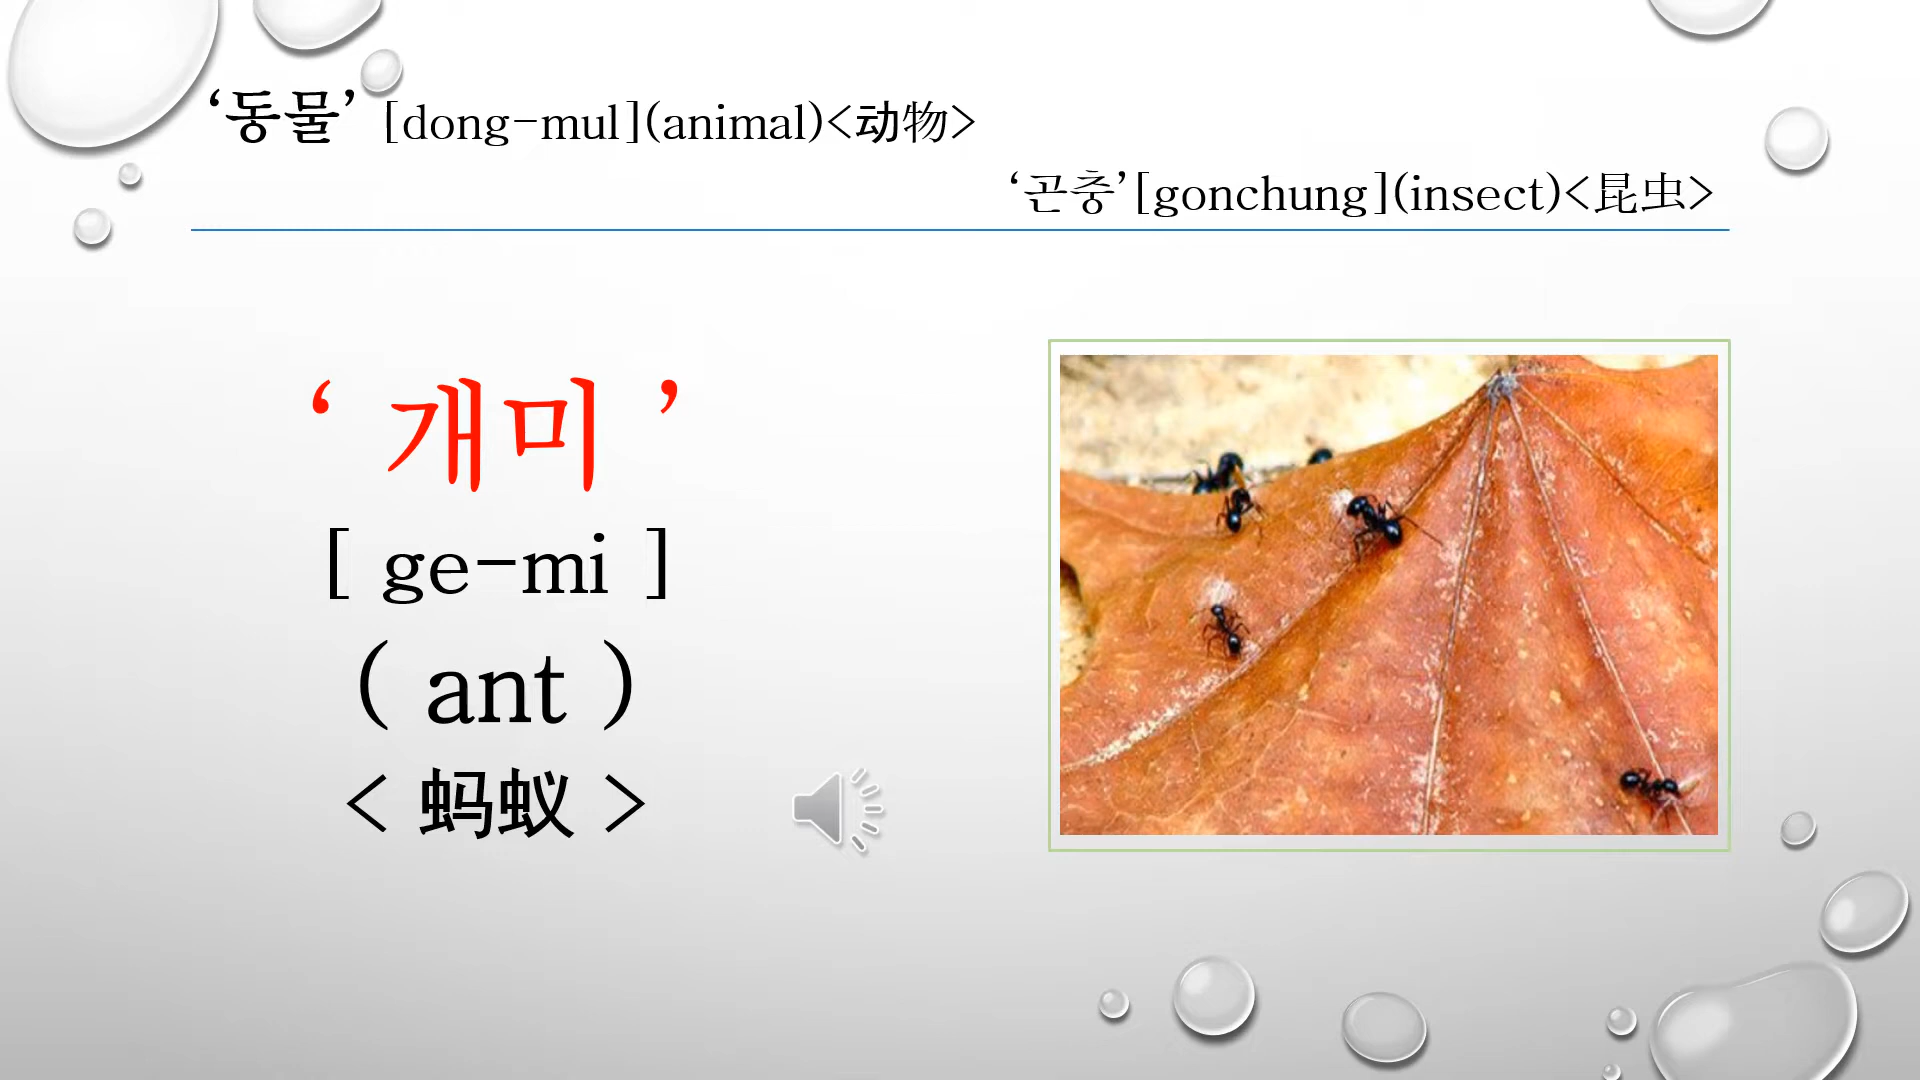 ‘동물’ [dong-mul](animal)<动物>
‘곤충’[gonchung](insect)<昆虫>
‘ 개미 ’
[ ge-mi ]
( ant )
< 蚂蚁 >